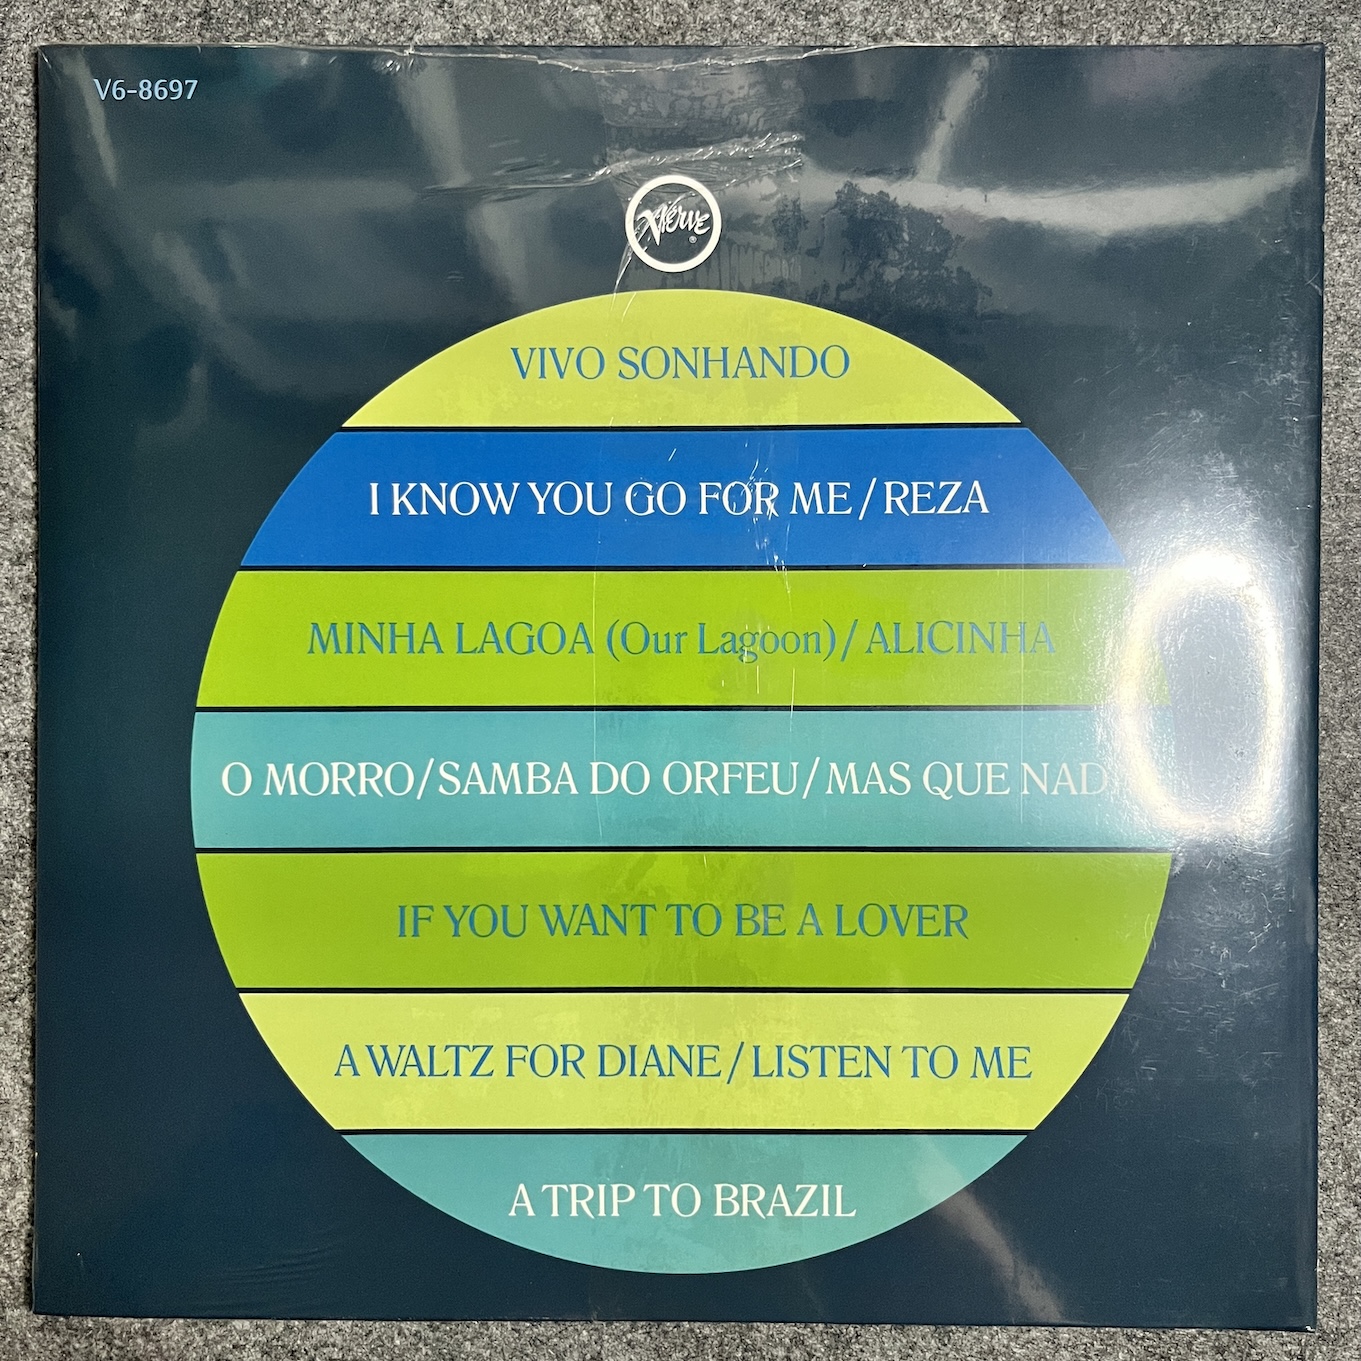 V6-8697
Verve
®
VIVO SONHANDO
I KNOW YOU GO FOR ME/REZA
MINHA LAGOA (Our Lagoon)/ALICINHA
O MORRO/SAMBA DO ORFEU/MAS QUE NAD
IF YOU WANT TO BE A LOVER
A WALTZ FOR DIANE/LISTEN TO ME
A TRIP TO BRAZIL